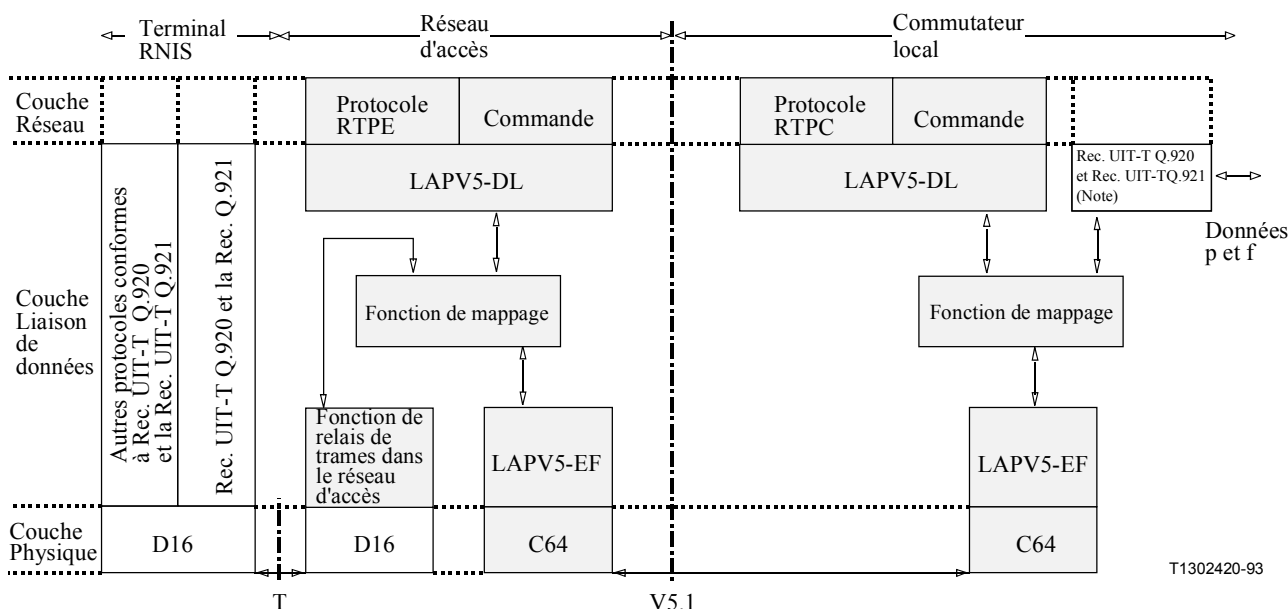 Terminal
RNIS
Réseau
d'accès
Commutateur
local
Couche
Réseau
Protocole
RTPE
Commande
Protocole
RTPC
Commande
LAPV5-DL
LAPV5-DL
Rec. UIT-T Q.920
et Rec. UIT-TQ.921
(Note)
Données
p et f
Couche
Liaison
de
données
Autres protocoles conformes
à Rec. UIT-T Q.920
et la Rec. UIT-T Q.921
Rec. UIT-T Q.920 et la Rec. Q.921
Fonction de mappage
Fonction de mappage
Fonction de
relais de
trames dans
le réseau
d'accès
LAPV5-EF
LAPV5-EF
Couche
Physique
D16
D16
C64
C64
T1302420-93
T
V5.1